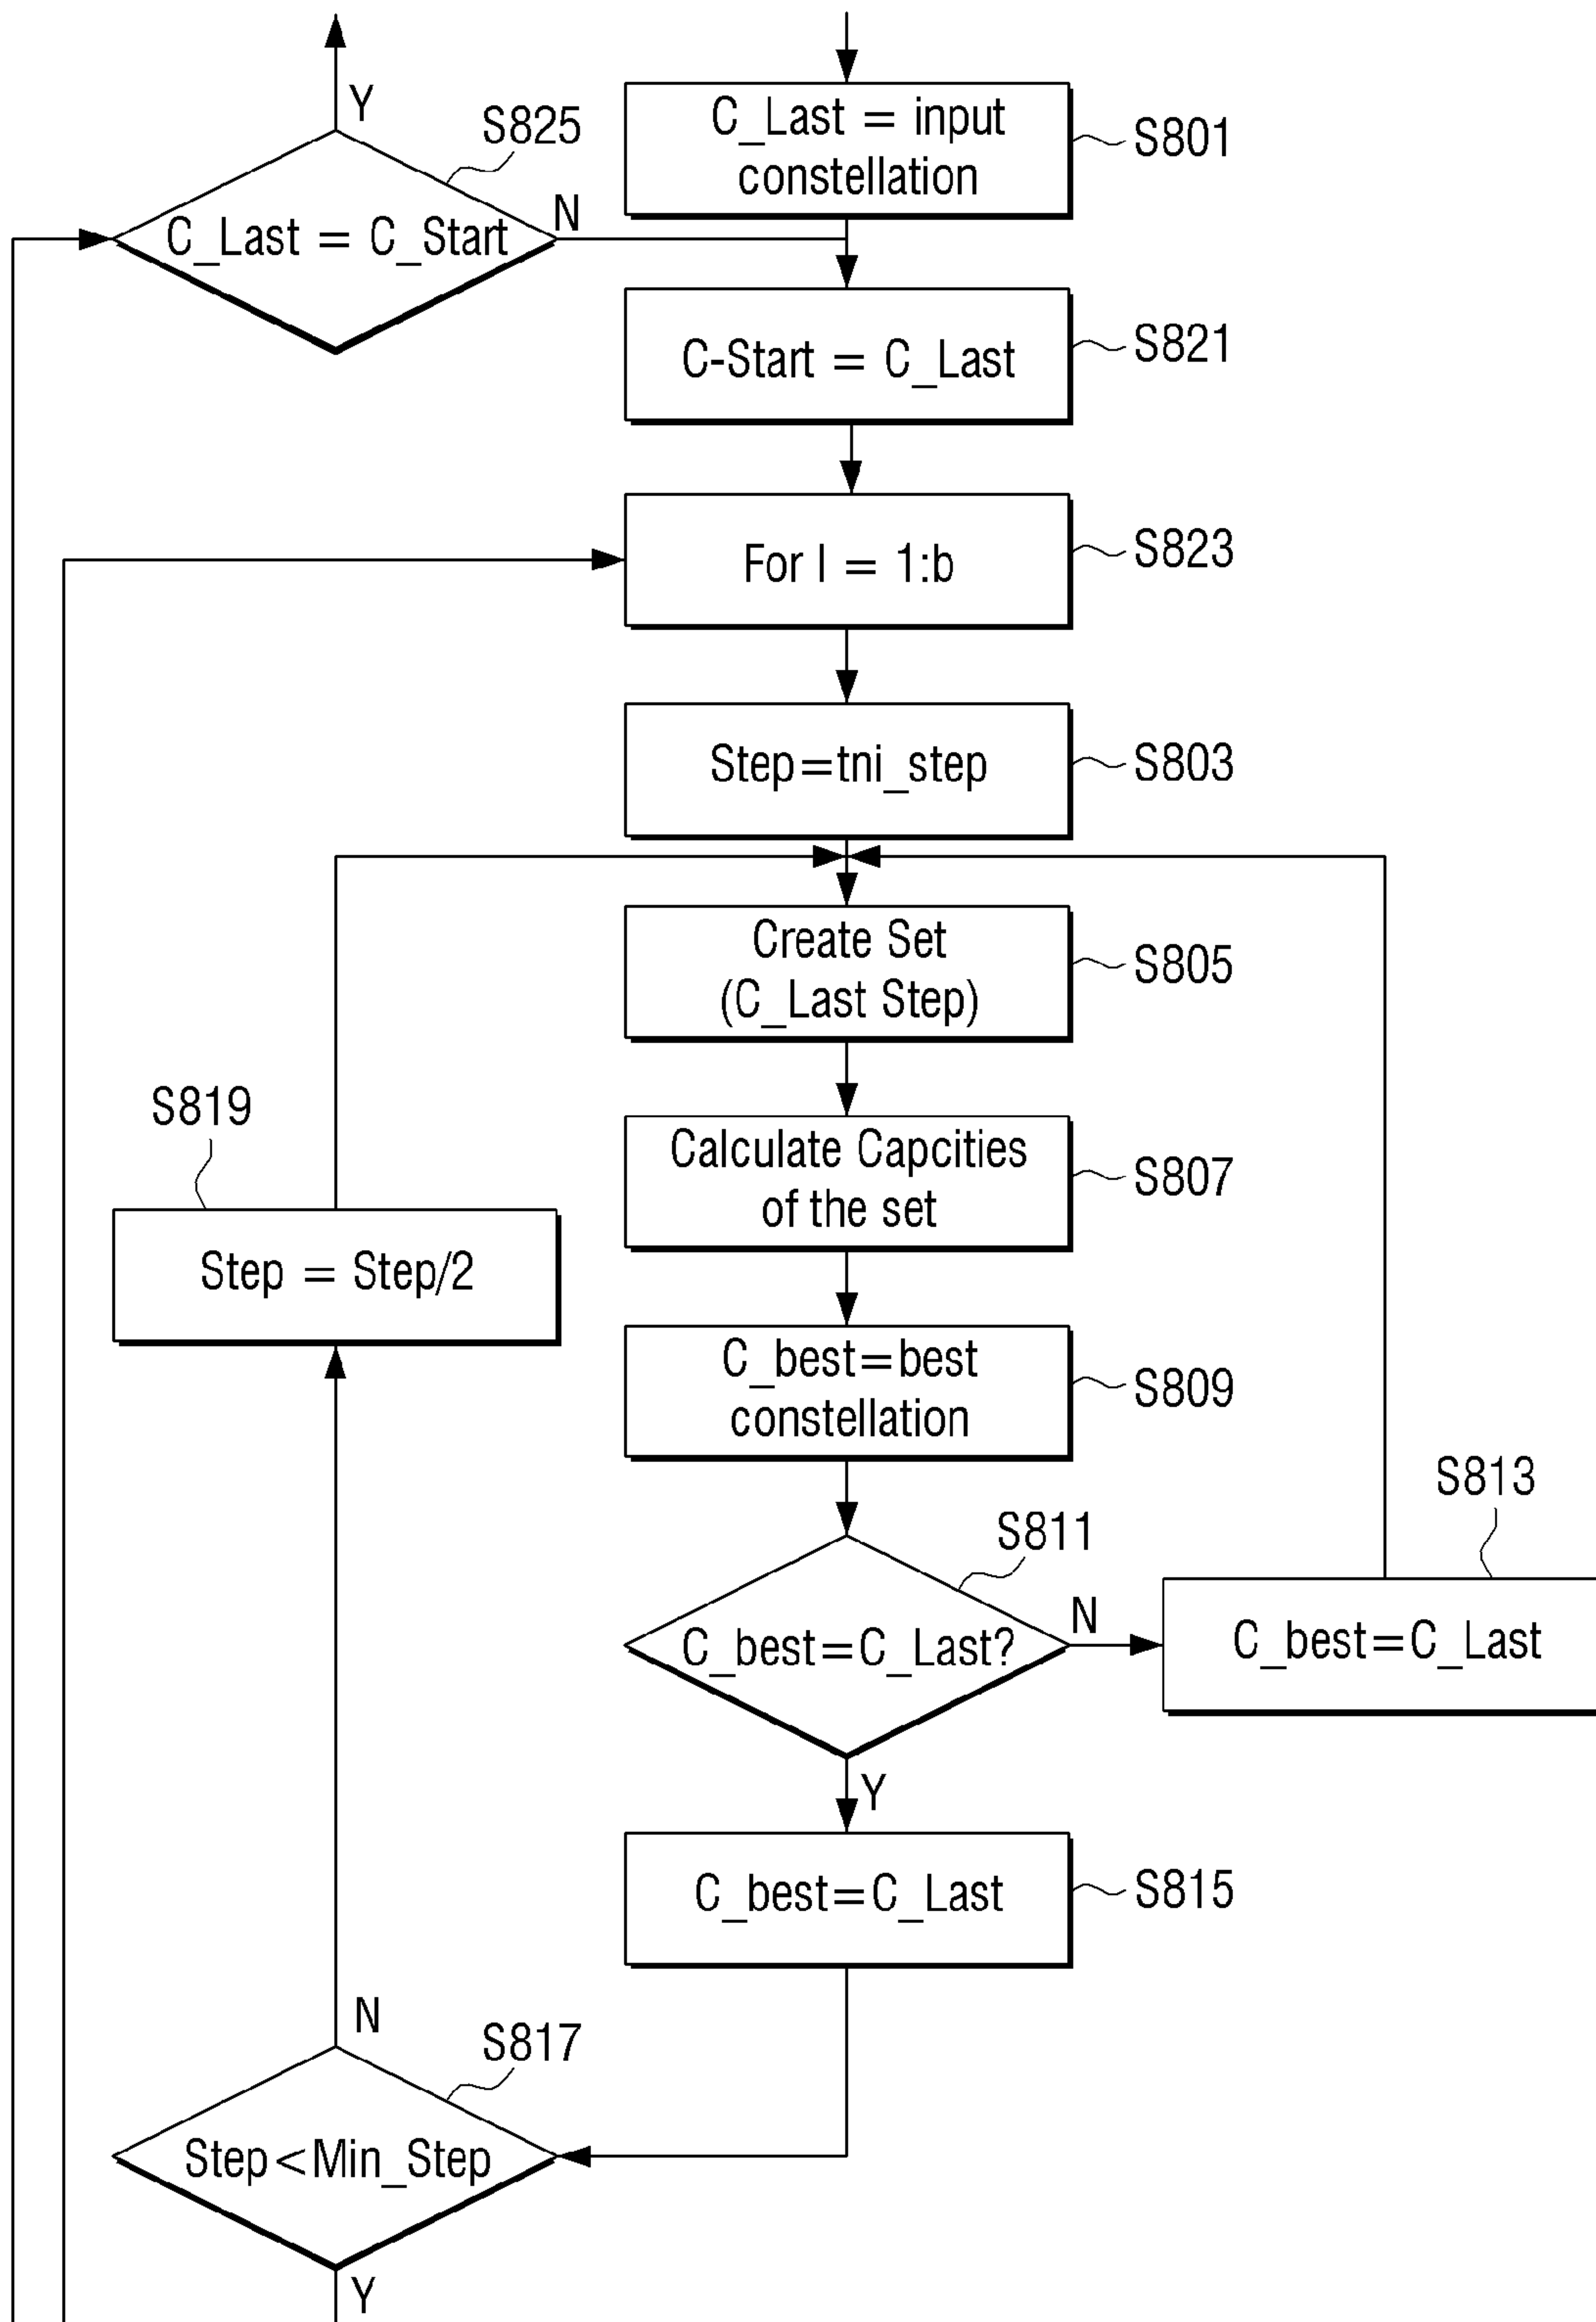 Y
S825
C_Last = C_Start
N
C_Last = input
constellation
S801
C-Start = C_Last
S821
For I = 1:b
S823
Step=tni_step
S803
Create Set
(C_Last Step)
S805
S819
Step = Step/2
Calculate Capcities
of the set
S807
C_best=best
constellation
S809
S811
C_best=C_Last?
N
S813
C_best=C_Last
Y
C_best=C_Last
S815
N
S817
Step<Min_Step
Y